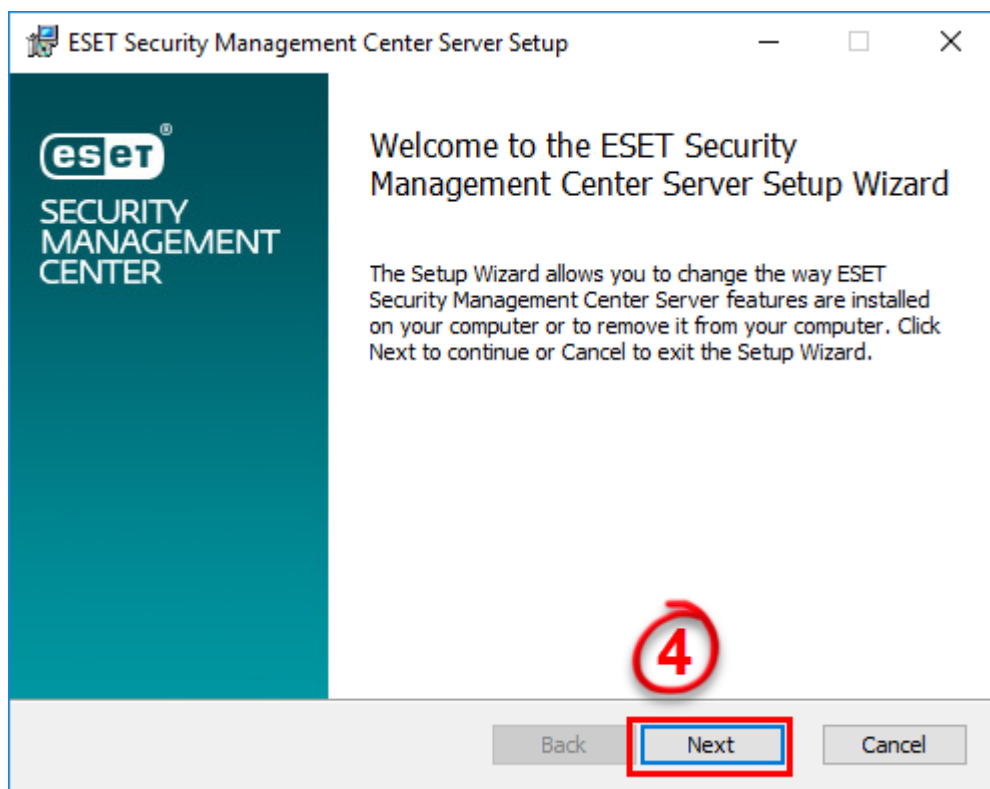 ESET Security Management Center Server Setup
eset®
SECURITY
MANAGEMENT
CENTER
Welcome to the ESET Security
Management Center Server Setup Wizard
The Setup Wizard allows you to change the way ESET
Security Management Center Server features are installed
on your computer or to remove it from your computer. Click
Next to continue or Cancel to exit the Setup Wizard.
4
Back Next Cancel